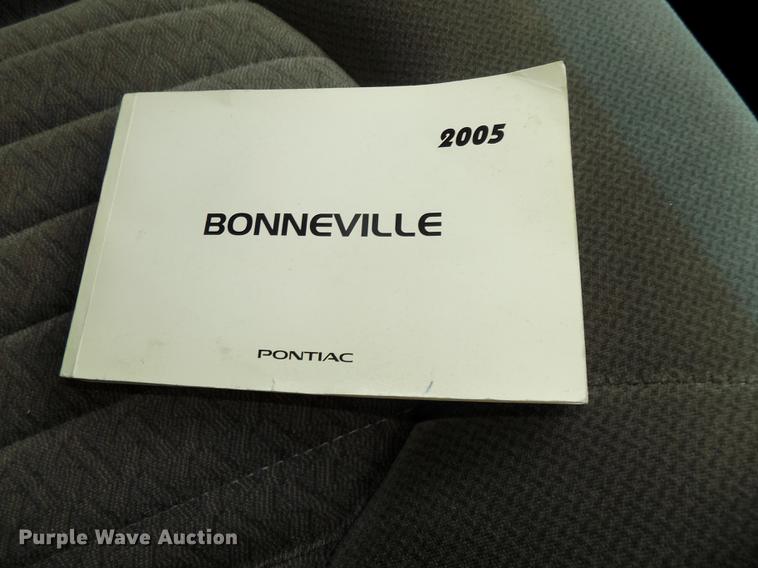 2005
BONNEVILLE
PONTIAC
Purple Wave Auction